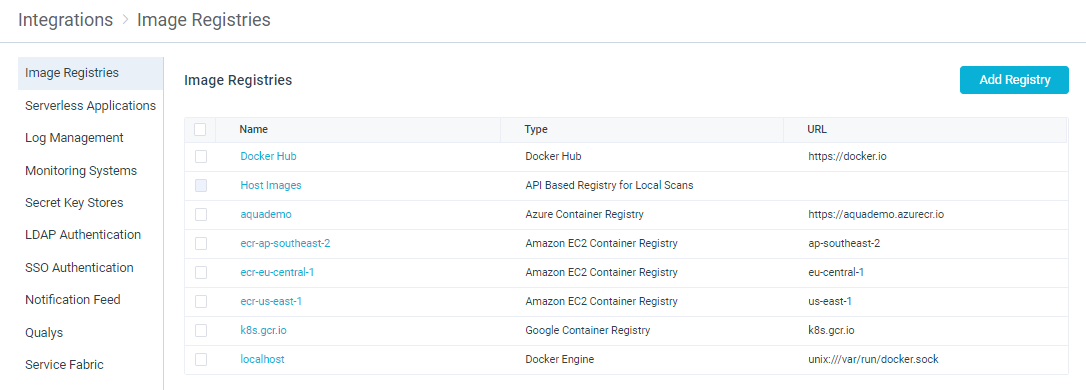 Integrations > Image Registries
Image Registries
Serverless Applications
Log Management
Monitoring Systems
Secret Key Stores
LDAP Authentication
SSO Authentication
Notification Feed
Qualys
Service Fabric
Image Registries
Add Registry
Name Type URL
Docker Hub Docker Hub https://docker.io
Host Images API Based Registry for Local Scans
aquademo Azure Container Registry https://aquademo.azurecr.io
ecr-ap-southeast-2 Amazon EC2 Container Registry ap-southeast-2
ecr-eu-central-1 Amazon EC2 Container Registry eu-central-1
ecr-us-east-1 Amazon EC2 Container Registry us-east-1
k8s.gcr.io Google Container Registry k8s.gcr.io
localhost Docker Engine unix:///var/run/docker.sock